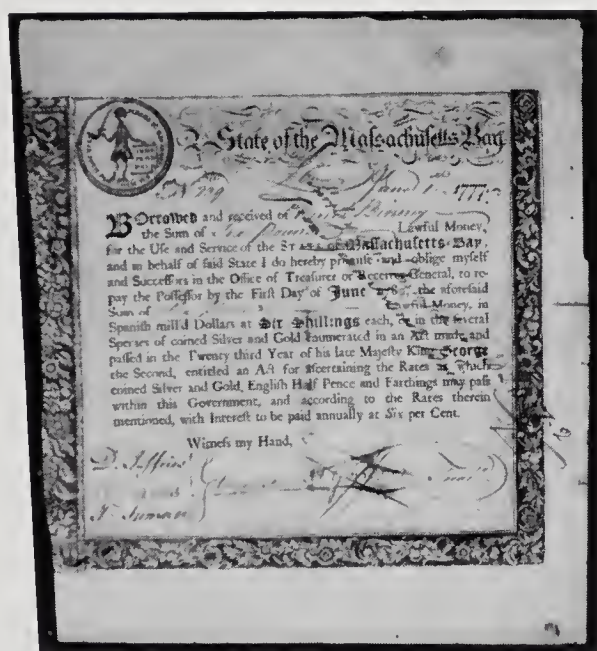 State of the Massachusetts-Bay
1777
BOrrowed and received of Binney
the Sum of Lawful Money,
for the Use and Service of the STATE OF Massachusetts-Bay,
and in behalf of said State I do hereby promise and oblige myself
and Successors in the Office of Treasurer or Receiver-General, to re-
pay the Possessor by the First Day of June the aforesaid
Sum of Lawful Money, in
Spanish mill'd Dollars at Six Shillings each, in the several
Species of coined Silver and Gold enumerated in an Act made and
passed in the Twenty third Year of his late Majesty King George
the Second, entitled an Act for ascertaining the Rates at which
coined Silver and Gold, English Half Pence and Farthings may pass
within this Government, and according to the Rates therein
mentioned, with Interest to be paid annually at Six per Cent.
Witness my Hand,
D. Jeffries